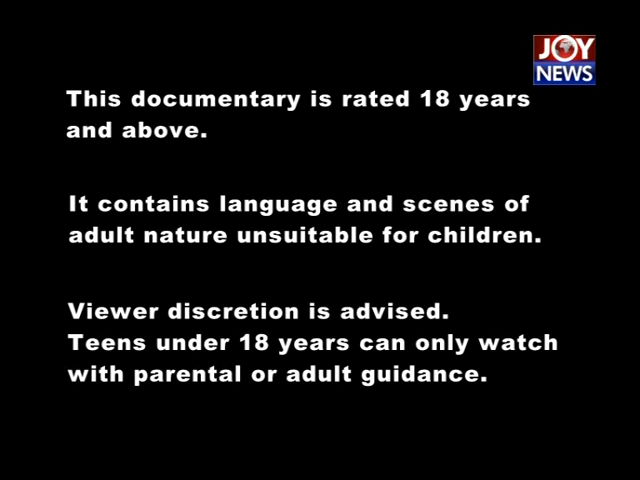 JOY
NEWS
This documentary is rated 18 years
and above.
It contains language and scenes of
adult nature unsuitable for children.
Viewer discretion is advised.
Teens under 18 years can only watch
with parental or adult guidance.